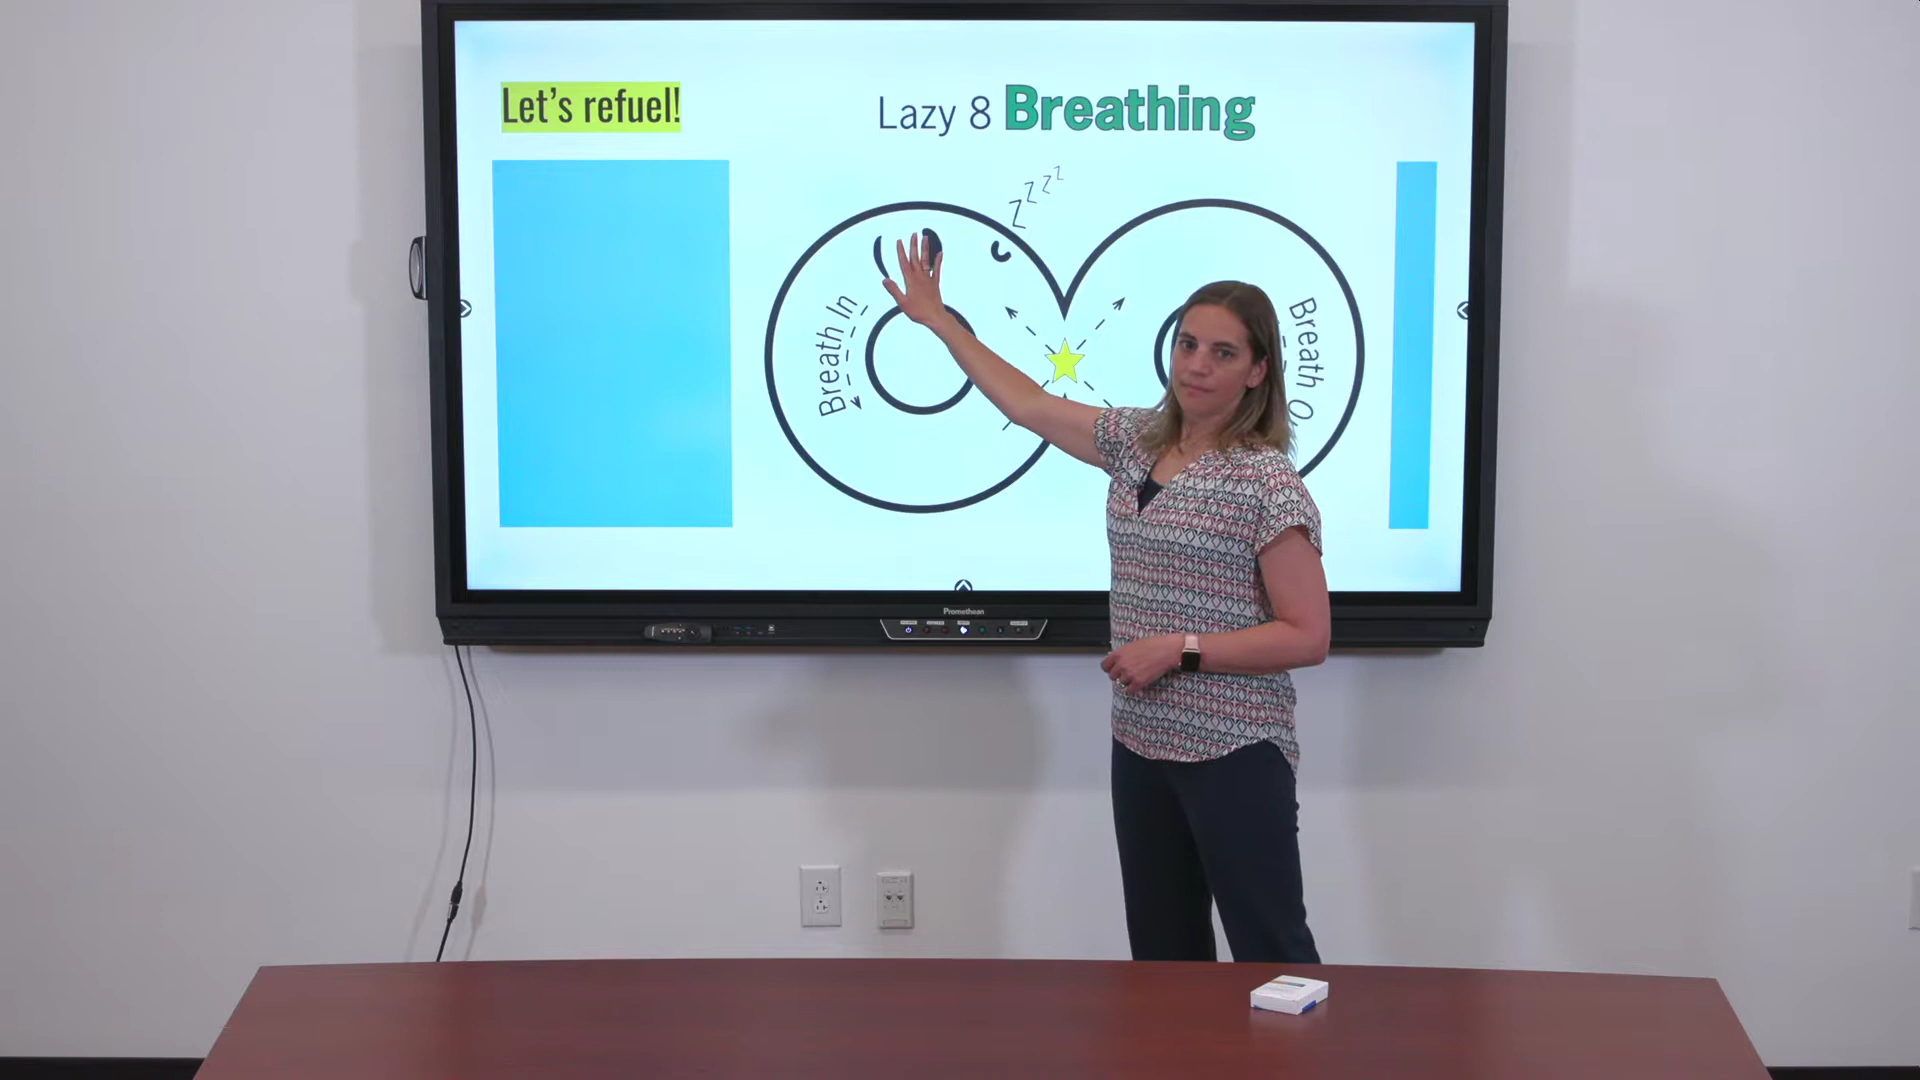 Let's refuel!
Lazy 8 Breathing
Z Z Z Z
Breath In
Breath O
Promethean